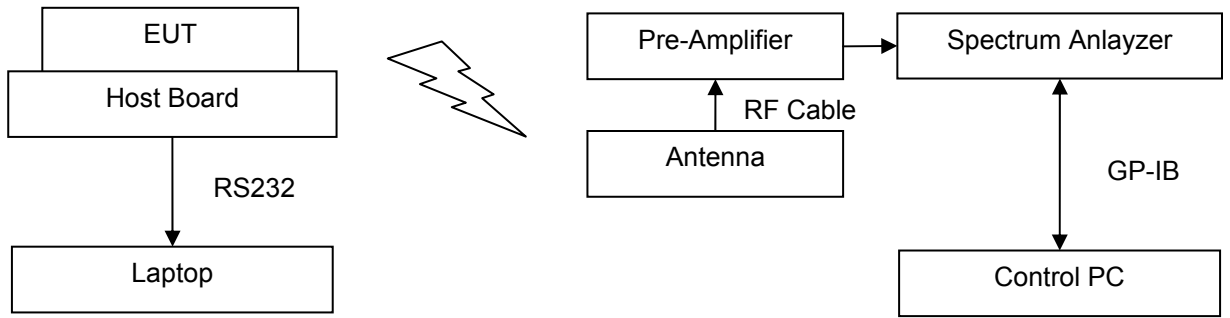 EUT
Host Board
RS232
Laptop
Pre-Amplifier
Spectrum Anlayzer
RF Cable
Antenna
GP-IB
Control PC